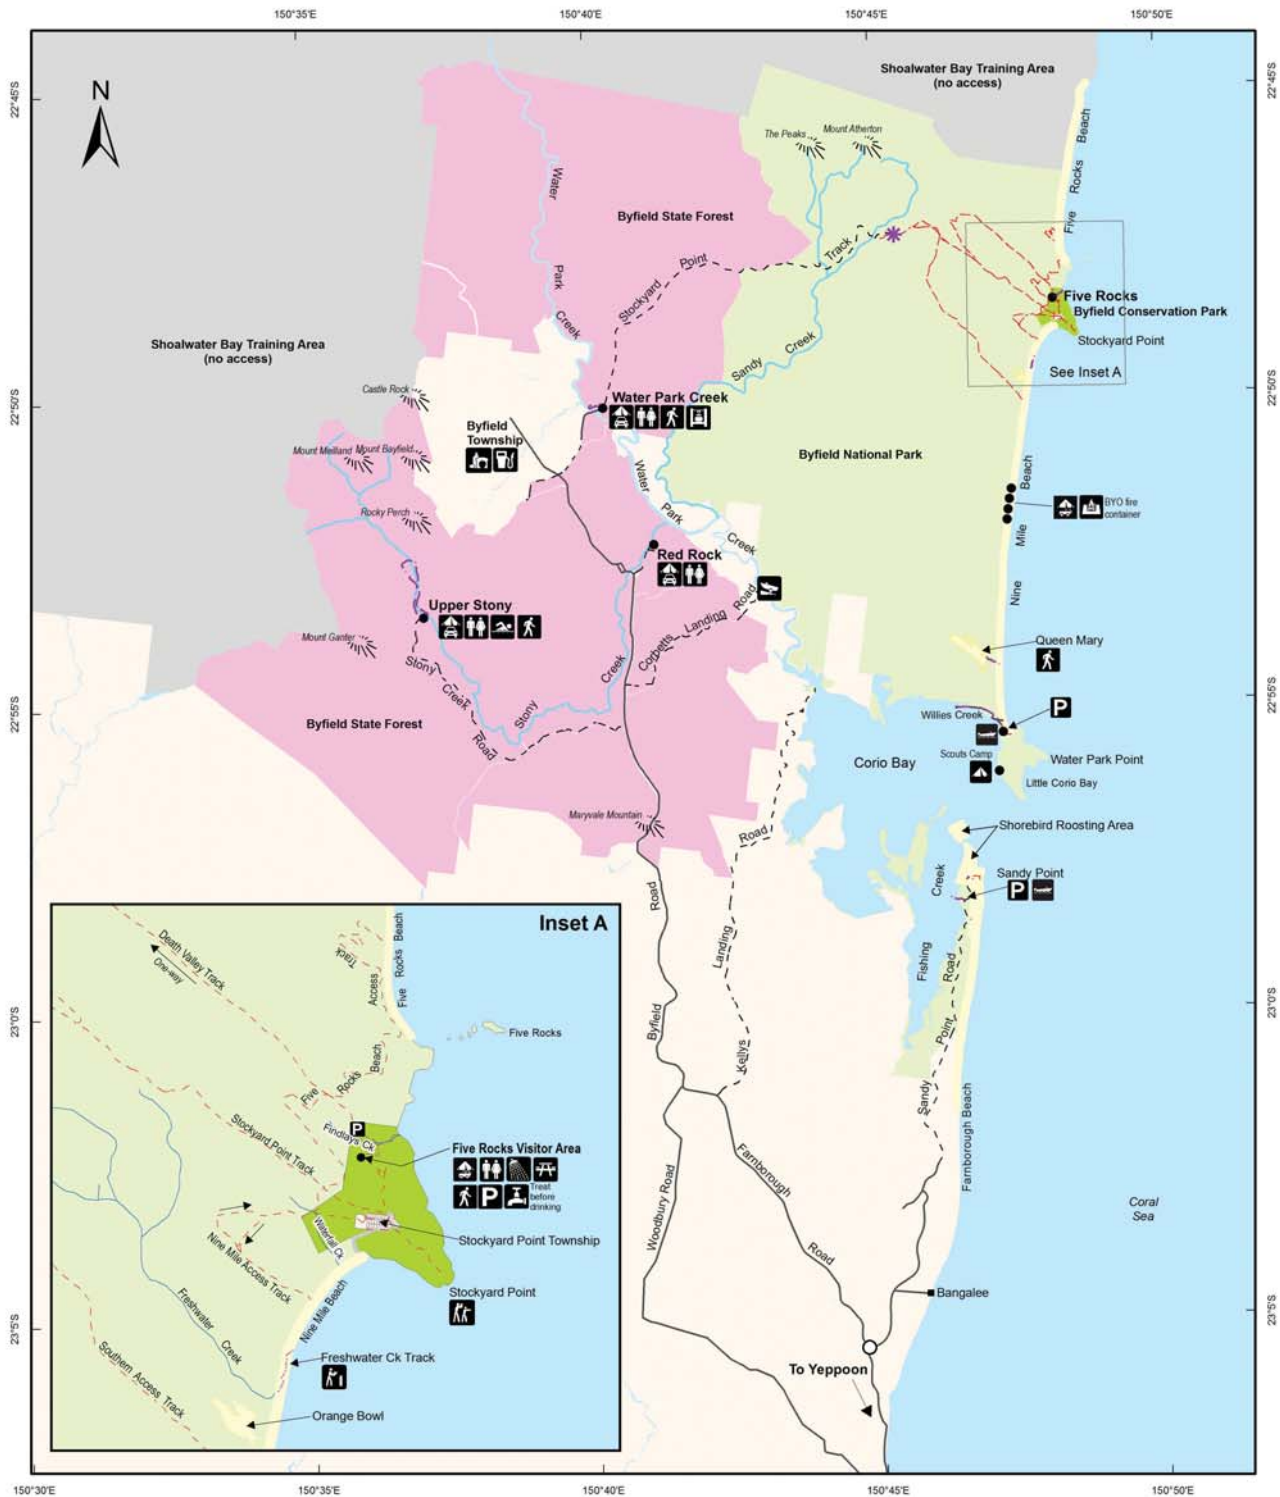 150°35'E
150°40'E
150°45'E
150°50'E
22°45'S
22°45'S
N
Shoalwater Bay Training Area
(no access)
The Peaks
Mount Atherton
Five Rocks Beach
Water Park Creek
Byfield State Forest
Stockyard Point Track
Five Rocks
Byfield Conservation Park
Stockyard Point
See Inset A
Shoalwater Bay Training Area
(no access)
Sandy Creek
Castle Rock
22°50'S
22°50'S
Water Park Creek
Byfield
Township
Mount Meilland
Mount Bayfield
Byfield National Park
Water Park Creek
Rocky Perch
Nine Mile Beach
BYO fire
container
Red Rock
Upper Stony
Corbetts Landing Road
Mount Ganter
Queen Mary
Stony Creek Road
Stony Creek
22°55'S
22°55'S
Byfield State Forest
Willies Creek
P
Scouts Camp
Corio Bay
Water Park Point
Little Corio Bay
Maryvale Mountain
Shorebird Roosting Area
Sandy Point
P
Fishing Creek
Byfield Road
Kellys Landing Road
Sandy Point Road
Farnborough Beach
23°0'S
23°0'S
Woodbury Road
Farnborough Road
Coral
Sea
Bangalee
To Yeppoon
23°5'S
23°5'S
Inset A
Death Valley Track
One-way
Track
Five Rocks Beach
Five Rocks Beach Access
Five Rocks
P
Findlays Ck
Stockyard Point Track
Five Rocks Visitor Area
P
Treat
before
drinking
Waterfall Ck
Stockyard Point Township
Nine Mile Access Track
Stockyard Point
Nine Mile Beach
Freshwater Creek
Freshwater Ck Track
Southern Access Track
Orange Bowl
150°30'E
150°35'E
150°40'E
150°45'E
150°50'E